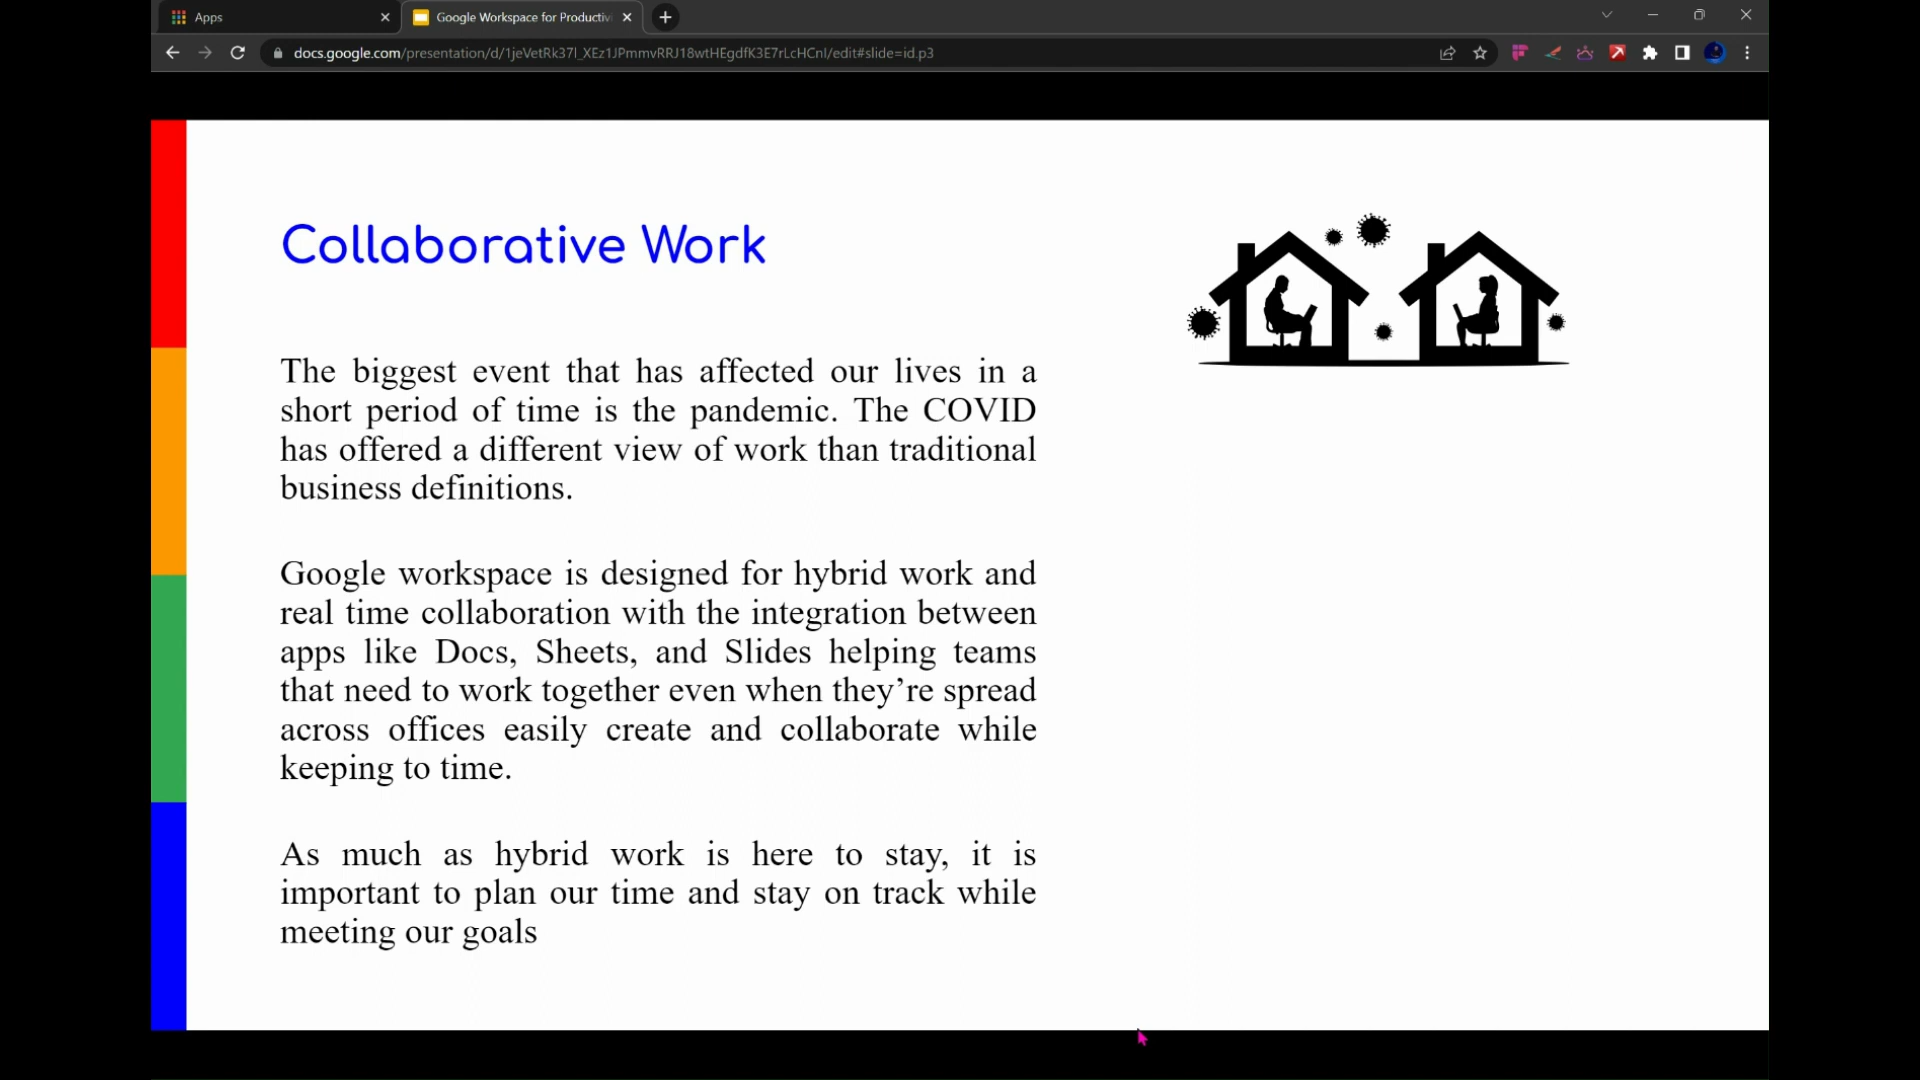 Apps
Google Workspace for Productivi
docs.google.com/presentation/d/1jeVetRk37l_XEz1JPmmvRRJ18wtHEgdfK3E7rLcHCnI/edit#slide=id.p3
Collaborative Work
The biggest event that has affected our lives in a
short period of time is the pandemic. The COVID
has offered a different view of work than traditional
business definitions.
Google workspace is designed for hybrid work and
real time collaboration with the integration between
apps like Docs, Sheets, and Slides helping teams
that need to work together even when they’re spread
across offices easily create and collaborate while
keeping to time.
As much as hybrid work is here to stay, it is
important to plan our time and stay on track while
meeting our goals